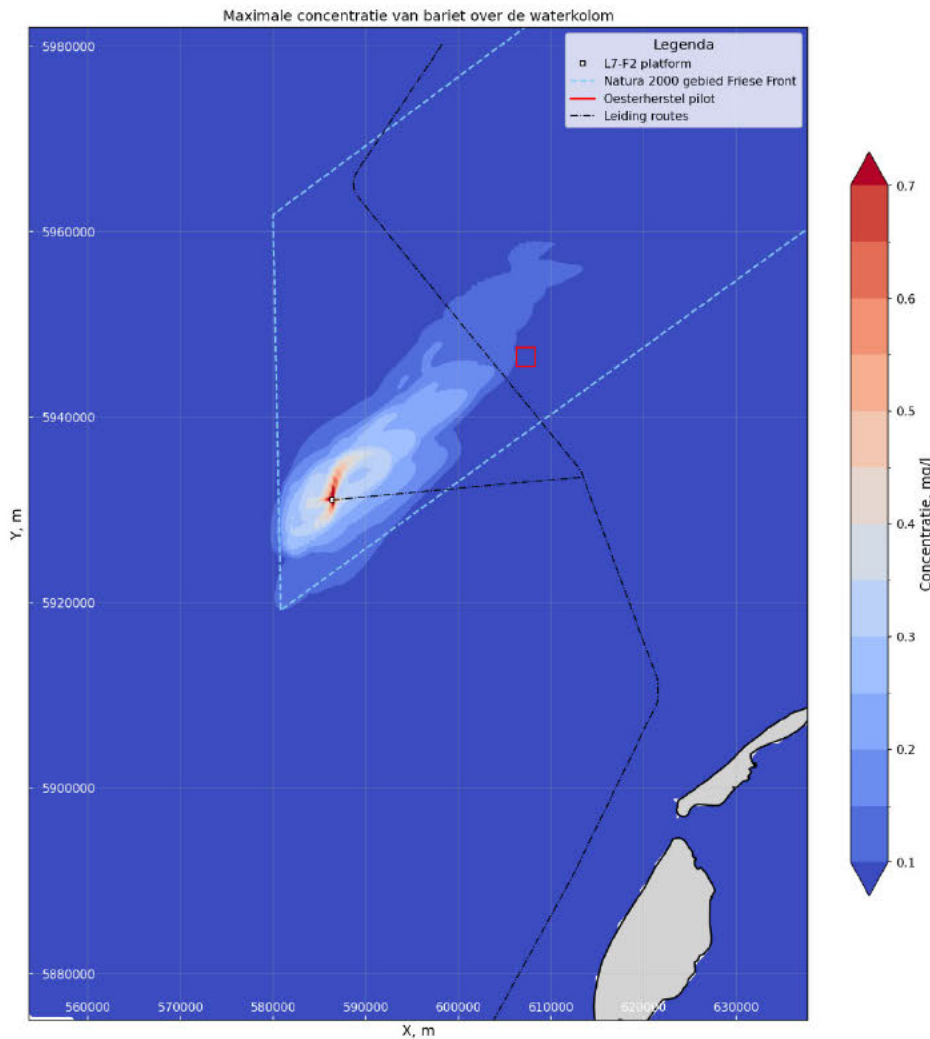 Maximale concentratie van bariet over de waterkolom
Legenda
L7-F2 platform
Natura 2000 gebied Friese Front
Oesterherstel pilot
Leiding routes
5980000
5960000
5940000
5920000
5900000
5880000
Y, m
560000 570000 580000 590000 600000 610000 620000 630000
X, m
0.7
0.6
0.5
0.4
0.3
0.2
0.1
Concentratie, mg/l